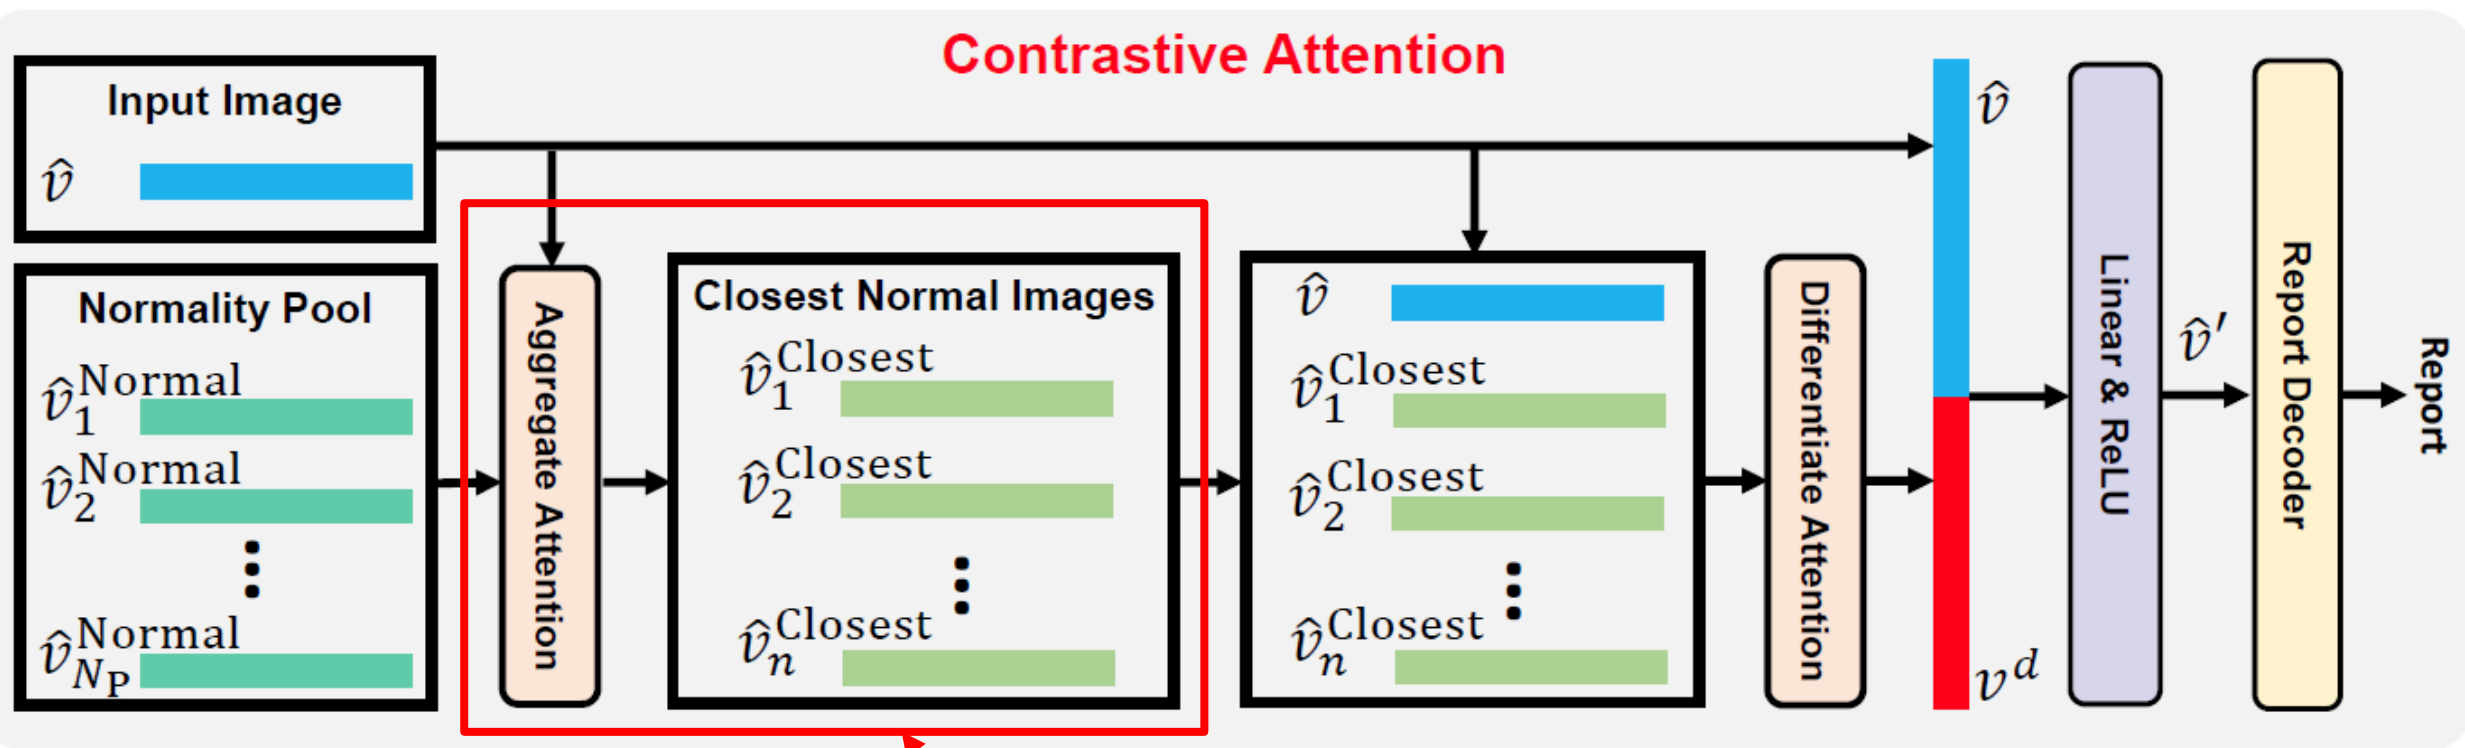 Contrastive Attention
Input Image
v̂
Normality Pool
v̂₁^Normal
v̂₂^Normal
⋮
v̂_{N_P}^Normal
Aggregate Attention
Closest Normal Images
v̂₁^Closest
v̂₂^Closest
⋮
v̂ₙ^Closest
v̂
v̂₁^Closest
v̂₂^Closest
⋮
v̂ₙ^Closest
Differentiate Attention
v̂
v^d
Linear & ReLU
v̂′
Report Decoder
Report